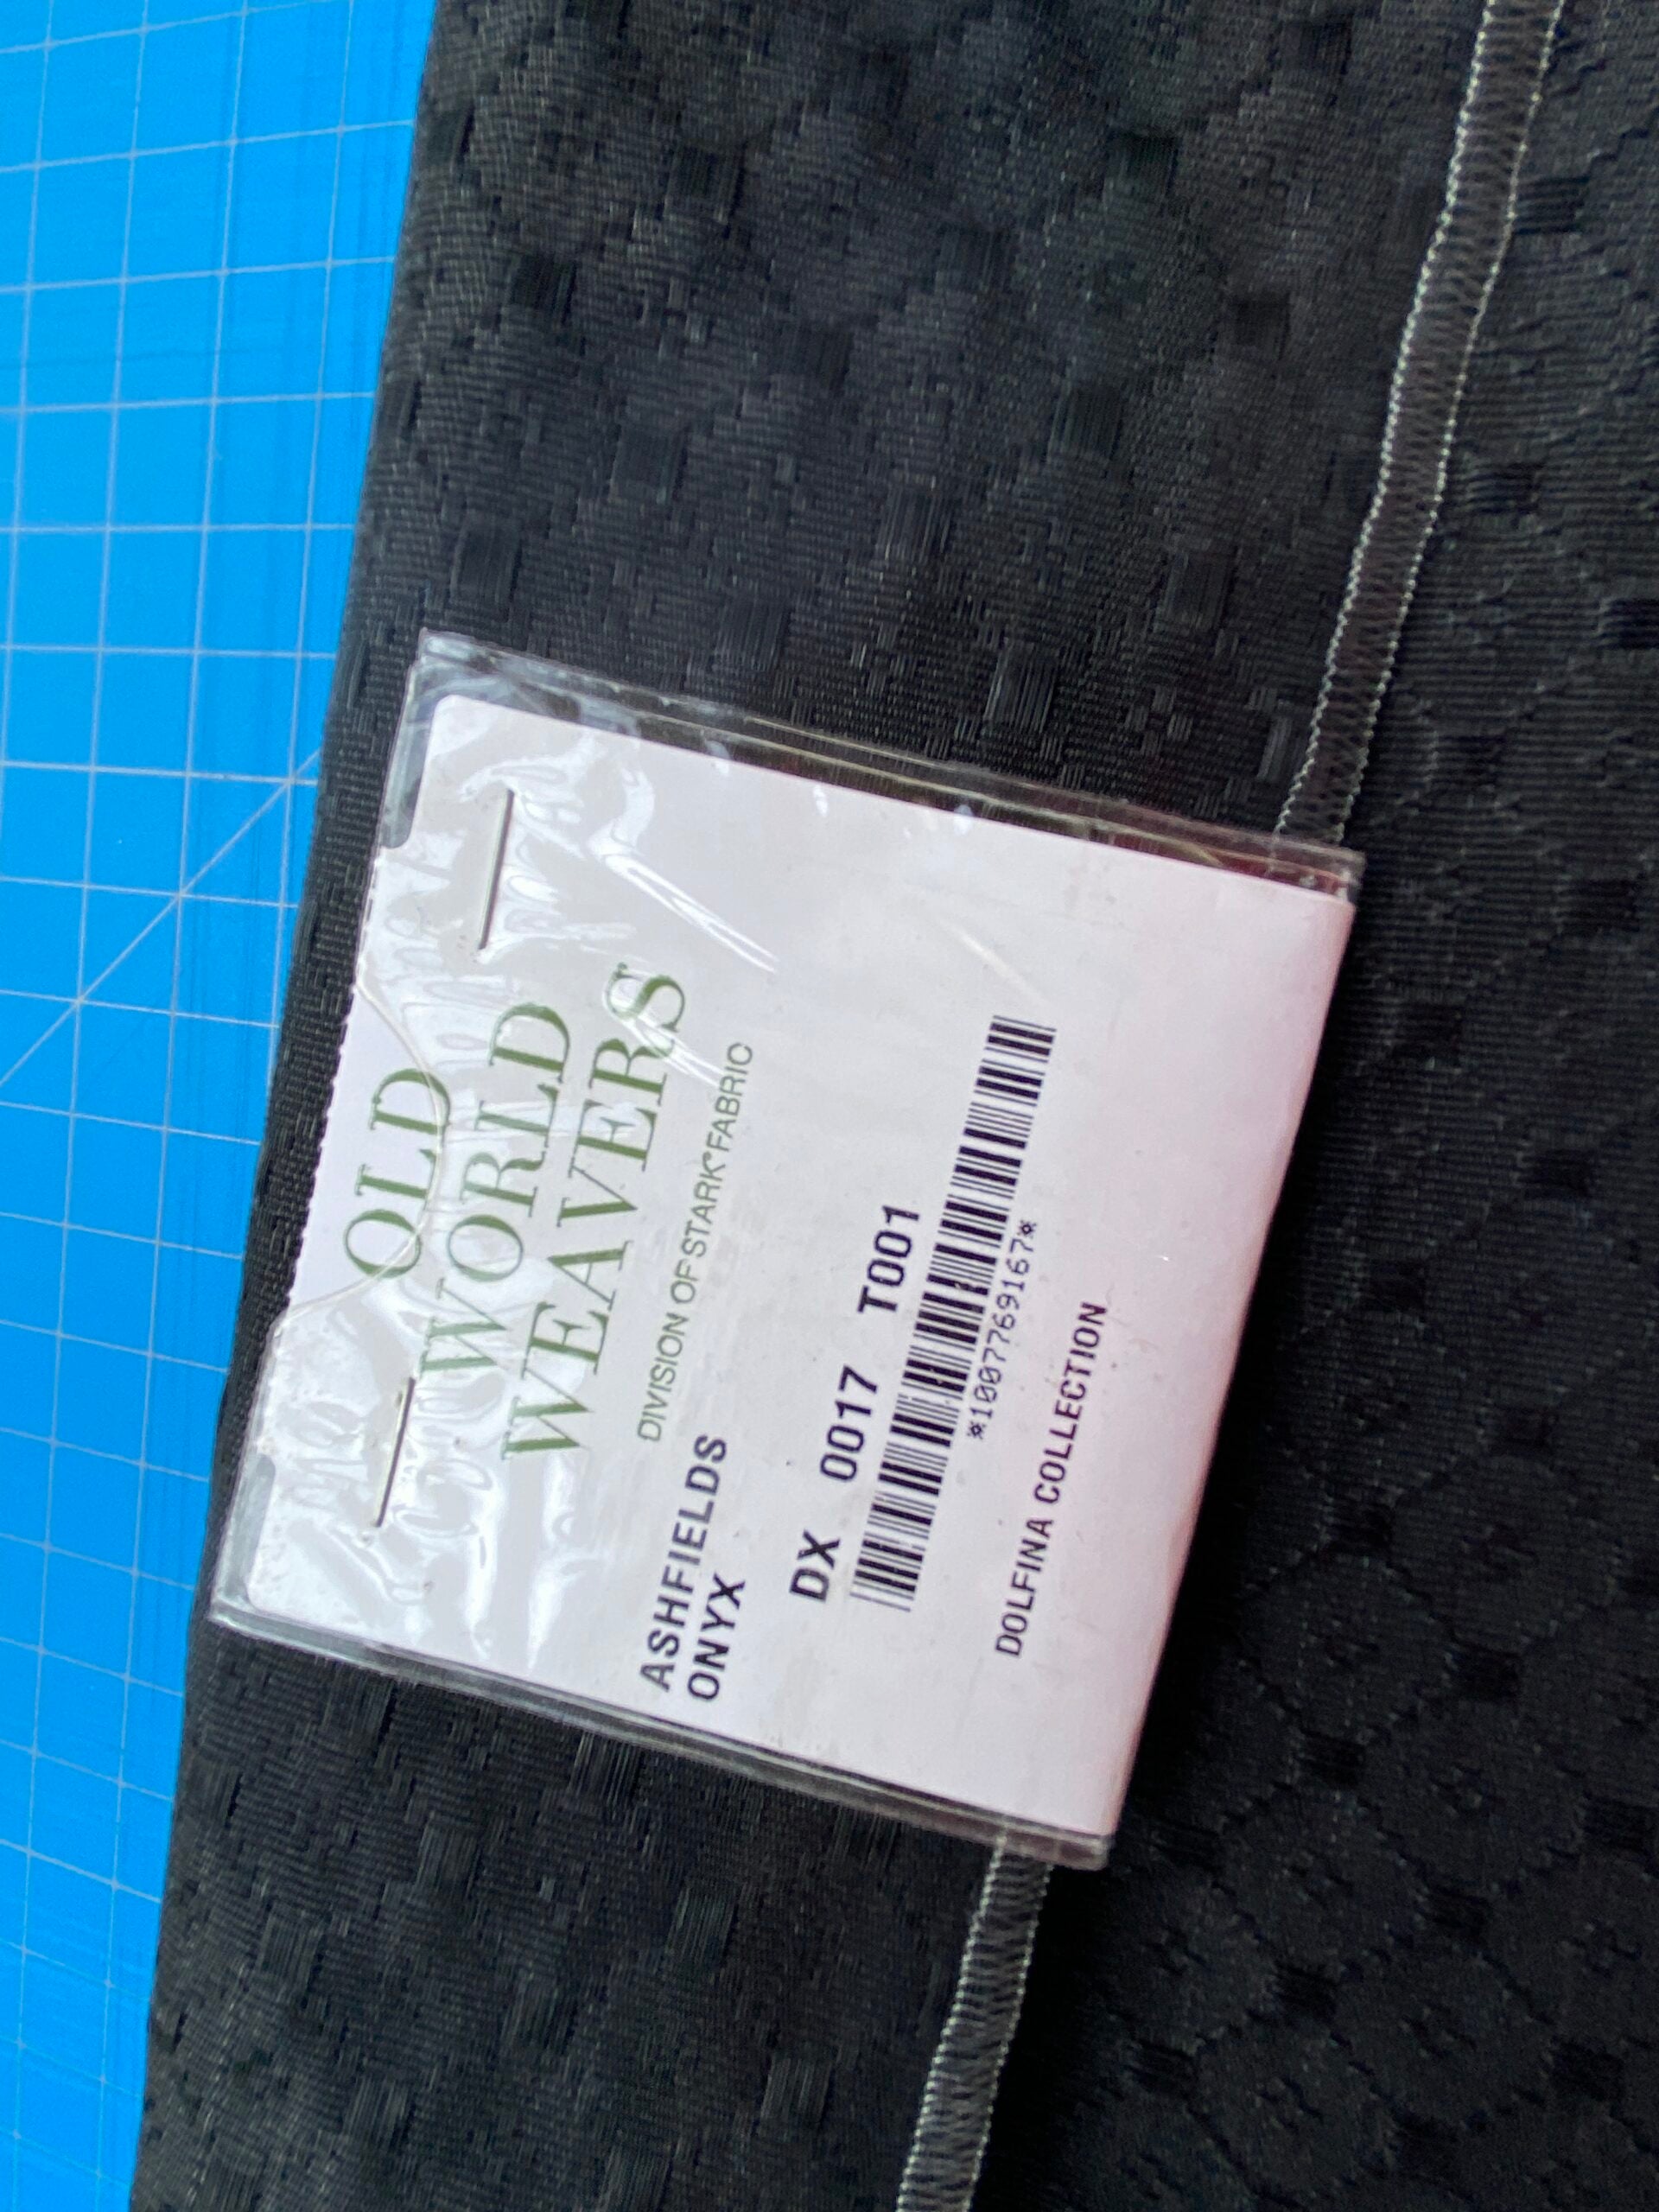 OLD
WORLD
WEAVERS
DIVISION OF STARK® FABRIC
ASHFIELDS
ONYX
DX 0017 T001
*1007769167*
DOLFINA COLLECTION